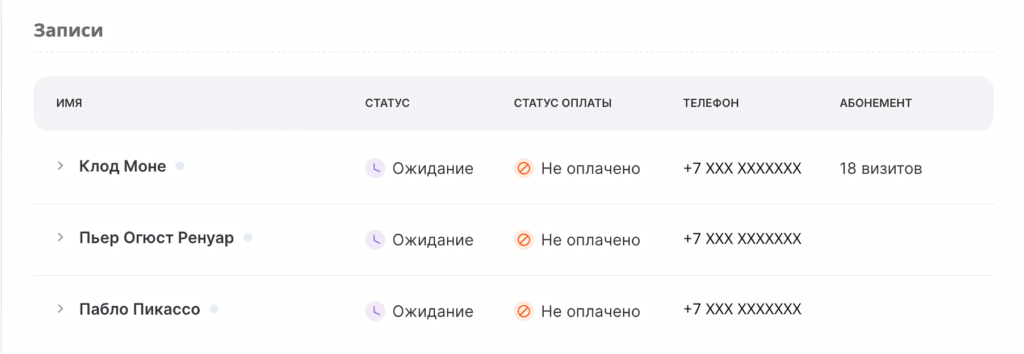 Записи
ИМЯ СТАТУС СТАТУС ОПЛАТЫ ТЕЛЕФОН АБОНЕМЕНТ
Клод Моне Ожидание Не оплачено +7 XXX XXXXXXX 18 визитов
Пьер Огюст Ренуар Ожидание Не оплачено +7 XXX XXXXXXX
Пабло Пикассо Ожидание Не оплачено +7 XXX XXXXXXX